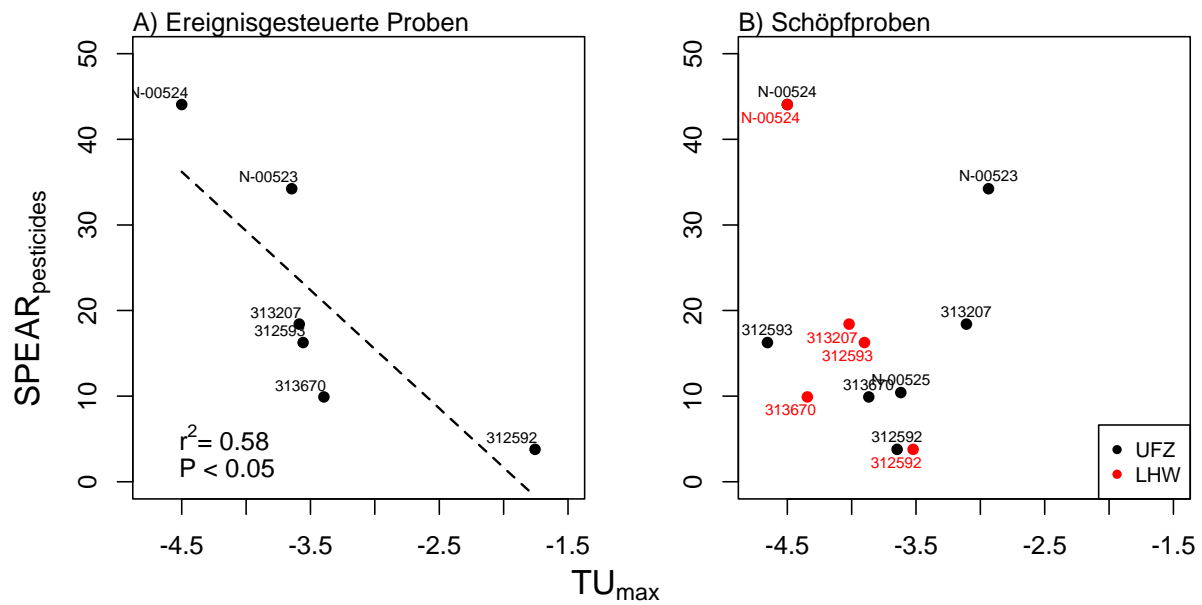 A) Ereignisgesteuerte Proben
SPEARpesticides
50
40
30
20
10
0
N-00524
N-00523
313207
312593
313670
312592
r2= 0.58
P < 0.05
-4.5
-3.5
-2.5
-1.5
B) Schöpfproben
50
40
30
20
10
0
N-00524
N-00524
N-00523
313207
312593
313207
312593
N-00525
313670
313670
312592
312592
UFZ
LHW
-4.5
-3.5
-2.5
-1.5
TUmax